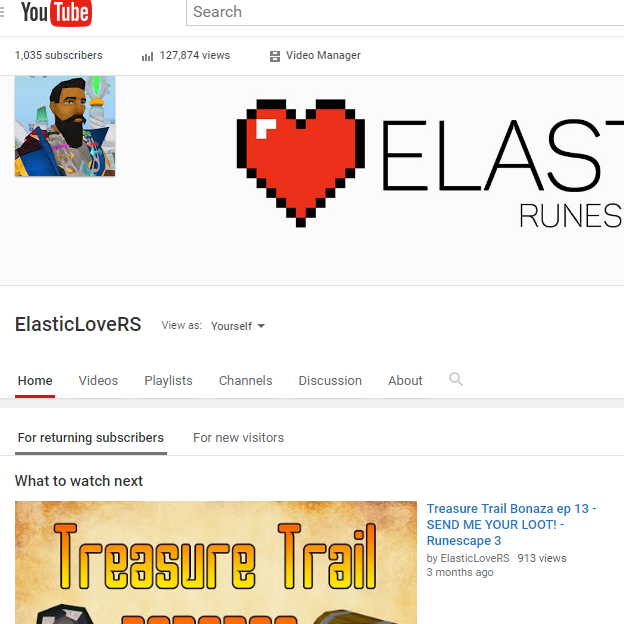 YouTube
Search
1,035 subscribers
127,874 views
Video Manager
ELAST
RUNES
ElasticLoveRS
View as: Yourself
Home
Videos
Playlists
Channels
Discussion
About
For returning subscribers
For new visitors
What to watch next
Treasure Trail
Treasure Trail Bonaza ep 13 -
SEND ME YOUR LOOT! -
Runescape 3
by ElasticLoveRS 913 views
3 months ago